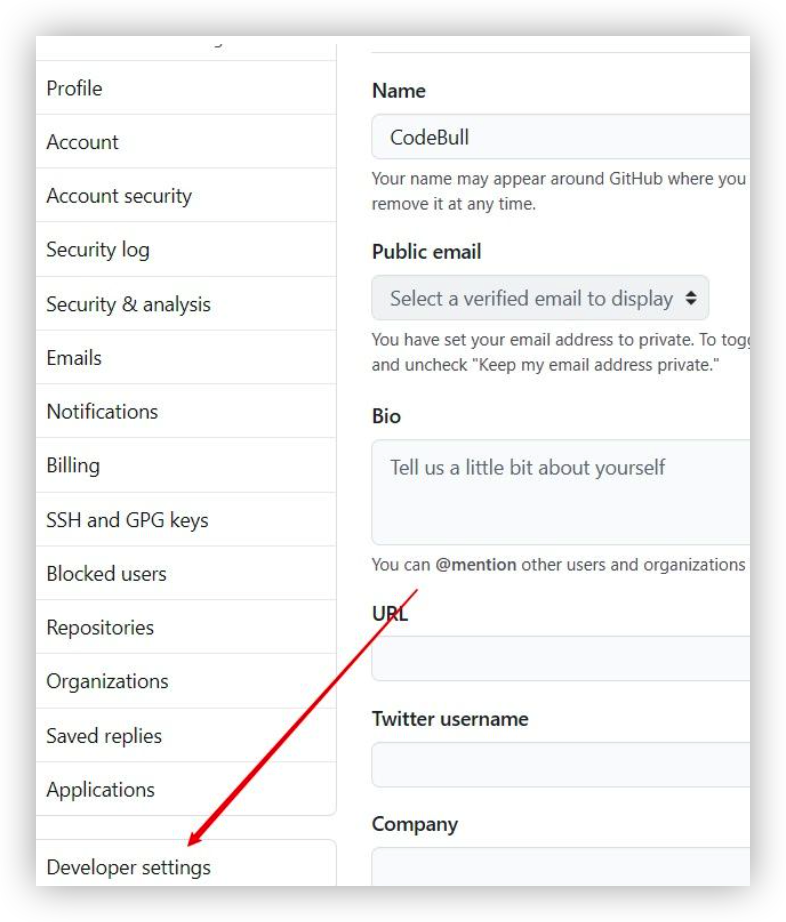 Profile
Account
Account security
Security log
Security & analysis
Emails
Notifications
Billing
SSH and GPG keys
Blocked users
Repositories
Organizations
Saved replies
Applications
Developer settings
Name
CodeBull
Your name may appear around GitHub where you
remove it at any time.
Public email
Select a verified email to display
You have set your email address to private. To
and uncheck "Keep my email address private."
Bio
Tell us a little bit about yourself
You can @mention other users and organizations
URL
Twitter username
Company